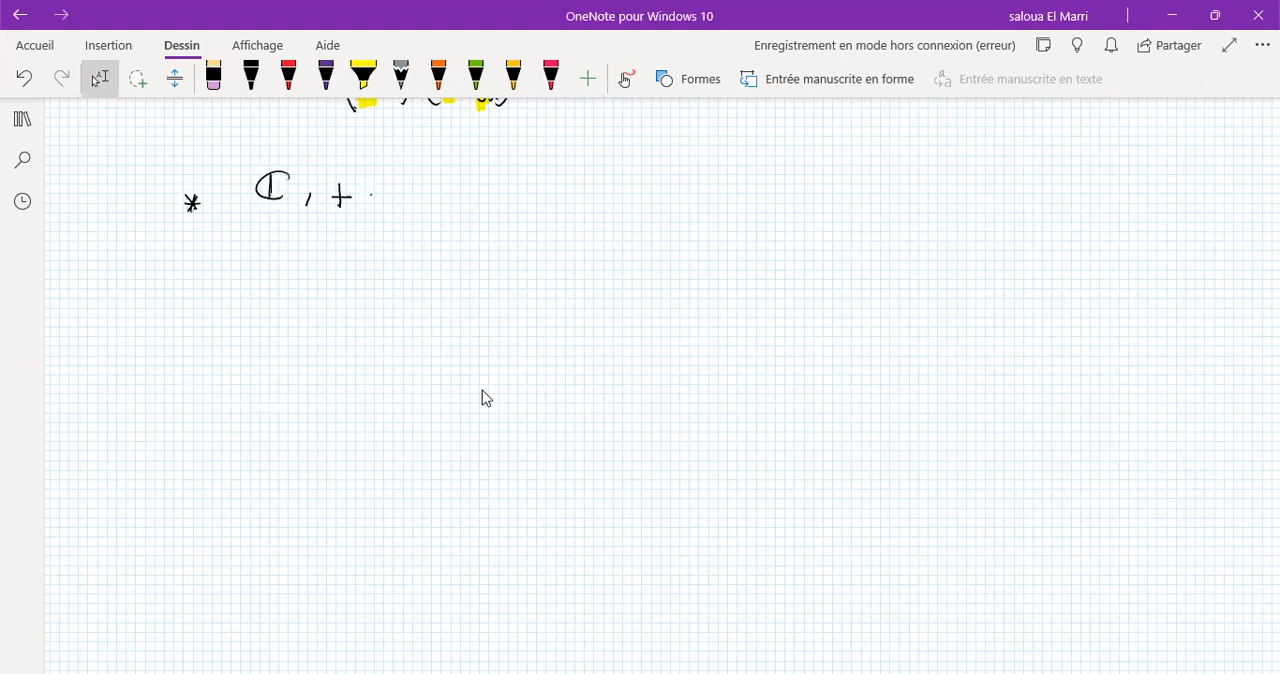 OneNote pour Windows 10
saloua El Marri
Accueil Insertion Dessin Affichage Aide
Enregistrement en mode hors connexion (erreur)
Partager
Formes
Entrée manuscrite en forme
Entrée manuscrite en texte
* ℂ, + .